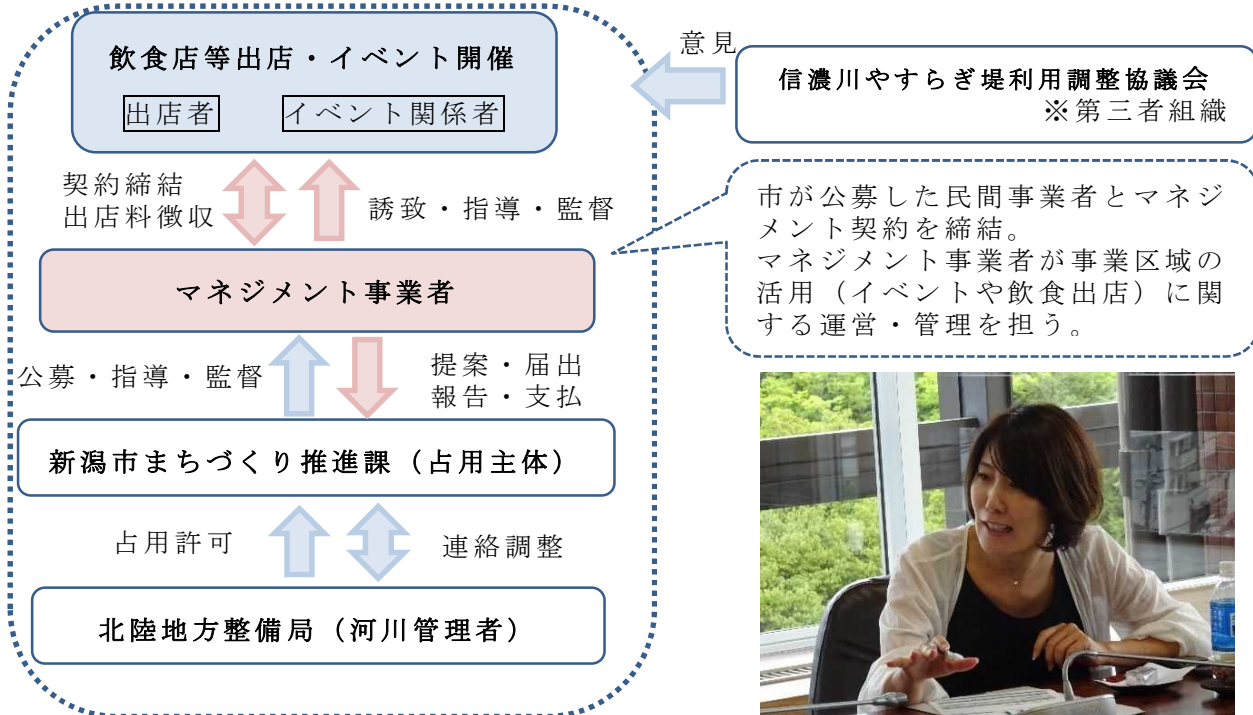 飲食店等出店・イベント開催
出店者 イベント関係者
意見
信濃川やすらぎ堤利用調整協議会
※第三者組織
契約締結
出店料徴収
誘致・指導・監督
市が公募した民間事業者とマネジ
メント契約を締結。
マネジメント事業者が事業区域の
活用（イベントや飲食出店）に関
する運営・管理を担う。
マネジメント事業者
公募・指導・監督
提案・届出
報告・支払
新潟市まちづくり推進課（占用主体）
占用許可
連絡調整
北陸地方整備局（河川管理者）